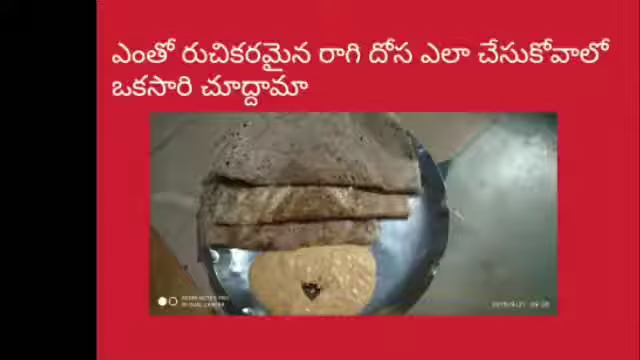 ఎంతో రుచికరమైన రాగి దోస ఎలా చేసుకోవాలో
ఒకసారి చూద్దామా